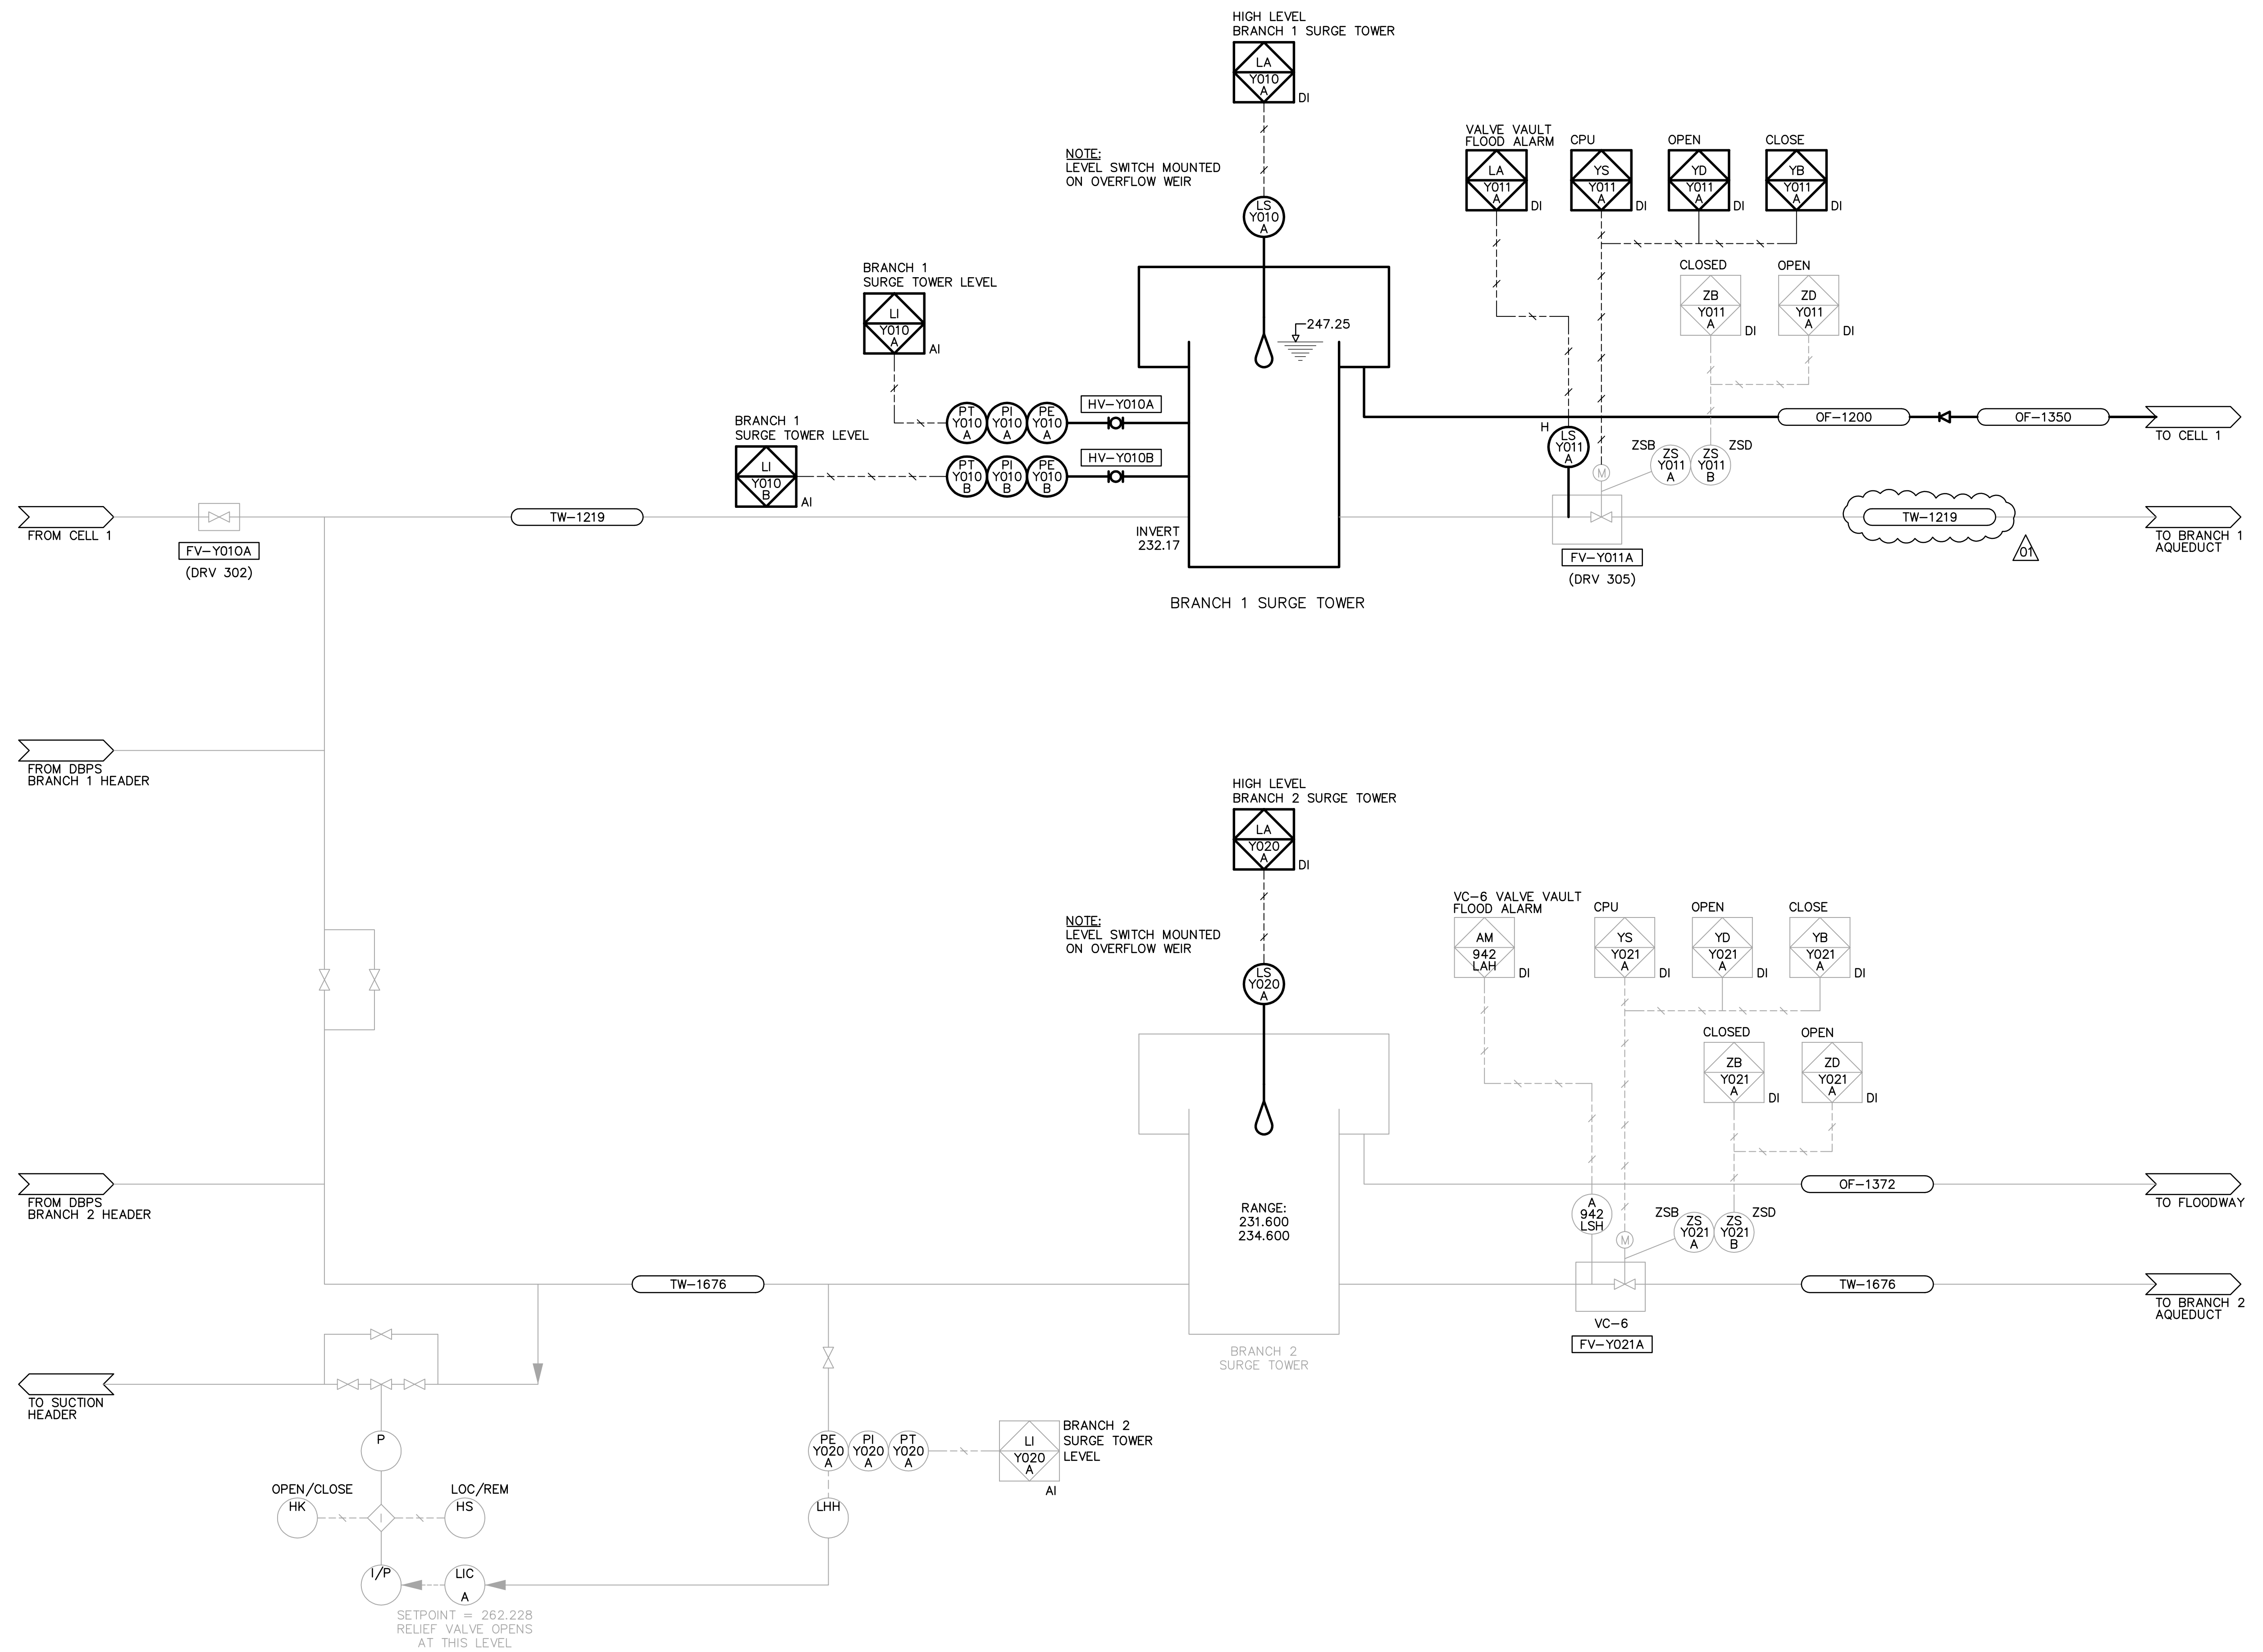 HIGH LEVEL
BRANCH 1 SURGE TOWER
LA
Y010
A
DI
NOTE:
LEVEL SWITCH MOUNTED
ON OVERFLOW WEIR
LS
Y010
A
VALVE VAULT
FLOOD ALARM
LA
Y011
A
DI
CPU
YS
Y011
A
DI
OPEN
YD
Y011
A
DI
CLOSE
YB
Y011
A
DI
CLOSED
ZB
Y011
A
DI
OPEN
ZD
Y011
A
DI
BRANCH 1
SURGE TOWER LEVEL
LI
Y010
A
AI
247.25
BRANCH 1
SURGE TOWER LEVEL
LI
Y010
B
AI
PT
Y010
A
PI
Y010
A
PE
Y010
A
HV-Y010A
PT
Y010
B
PI
Y010
B
PE
Y010
B
HV-Y010B
OF-1200
OF-1350
TO CELL 1
H
LS
Y011
A
M
ZSB
ZS
Y011
A
ZS
Y011
B
ZSD
FROM CELL 1
FV-Y010A
(DRV 302)
TW-1219
INVERT
232.17
FV-Y011A
(DRV 305)
TW-1219
01
TO BRANCH 1
AQUEDUCT
BRANCH 1 SURGE TOWER
FROM DBPS
BRANCH 1 HEADER
HIGH LEVEL
BRANCH 2 SURGE TOWER
LA
Y020
A
DI
NOTE:
LEVEL SWITCH MOUNTED
ON OVERFLOW WEIR
LS
Y020
A
VC-6 VALVE VAULT
FLOOD ALARM
AM
942
LAH
DI
CPU
YS
Y021
A
DI
OPEN
YD
Y021
A
DI
CLOSE
YB
Y021
A
DI
CLOSED
ZB
Y021
A
DI
OPEN
ZD
Y021
A
DI
FROM DBPS
BRANCH 2 HEADER
RANGE:
231.600
234.600
OF-1372
TO FLOODWAY
A
942
LSH
M
ZSB
ZS
Y021
A
ZS
Y021
B
ZSD
TW-1676
TW-1676
TO BRANCH 2
AQUEDUCT
VC-6
FV-Y021A
BRANCH 2
SURGE TOWER
TO SUCTION
HEADER
P
OPEN/CLOSE
HK
I
LOC/REM
HS
I/P
LIC
A
SETPOINT = 262.228
RELIEF VALVE OPENS
AT THIS LEVEL
PE
Y020
A
PI
Y020
A
PT
Y020
A
LI
Y020
A
AI
BRANCH 2
SURGE TOWER
LEVEL
LHH